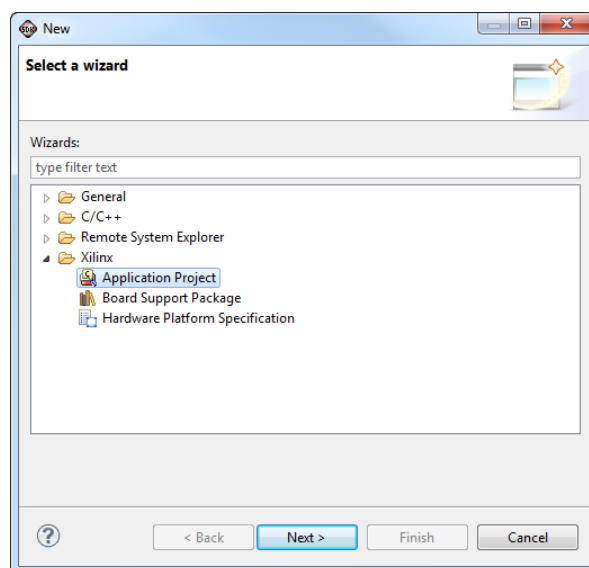 SDK New
Select a wizard
Wizards:
type filter text
General
C/C++
Remote System Explorer
Xilinx
Application Project
Board Support Package
Hardware Platform Specification
? < Back Next > Finish Cancel